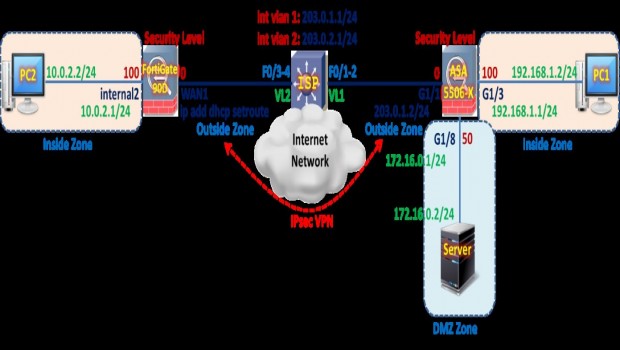 int vlan 1: 203.0.1.1/24
int vlan 2: 203.0.2.1/24
Security Level
Security Level
PC2
10.0.2.2/24
100
FortiGate
90D
0
F0/3-4
ISP
F0/1-2
0
ASA
5506-X
100
192.168.1.2/24
PC1
internal2
WAN1
VL2
VL1
G1/1
G1/3
10.0.2.1/24
ip add dhcp setroute
203.0.1.2/24
192.168.1.1/24
Inside Zone
Outside Zone
Internet
Network
Outside Zone
G1/8
50
Inside Zone
172.16.0.1/24
IPsec VPN
172.16.0.2/24
Server
DMZ Zone